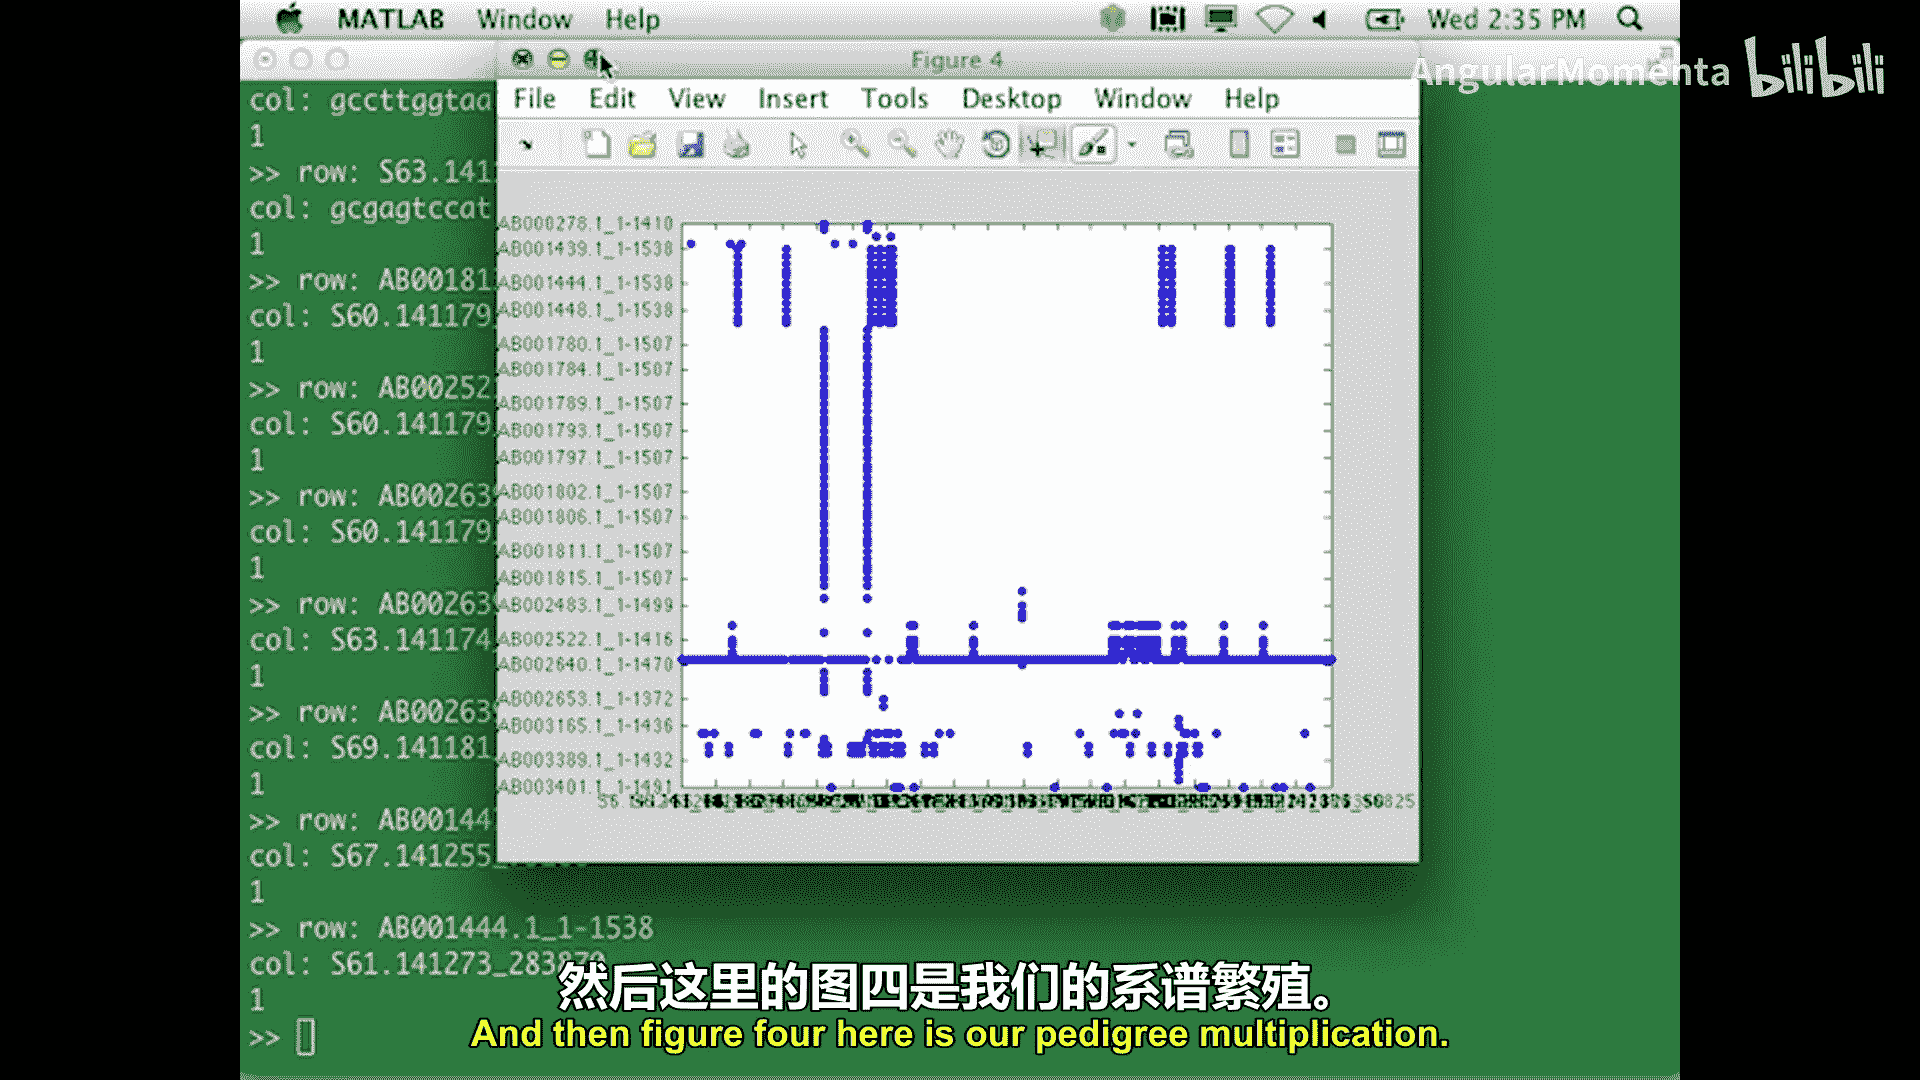 MATLAB Window Help
Wed 2:35 PM
Figure 4
AngularMomenta bilibili
File Edit View Insert Tools Desktop Window Help
col: gccttggtaa
1
>> row: S63.141
col: gcgagtccat
1
>> row: AB00181
col: S60.141179
1
>> row: AB00252
col: S60.141179
1
>> row: AB00263
col: S60.141179
1
>> row: AB00263
col: S63.141174
1
>> row: AB00263
col: S69.141181
1
>> row: AB00144
col: S67.141255
1
>> row: AB001444.1_1-1538
col: S61.141273_283870
1
>>
AB000278.1_1-1410
AB001439.1_1-1538
AB001444.1_1-1538
AB001448.1_1-1538
AB001780.1_1-1507
AB001784.1_1-1507
AB001789.1_1-1507
AB001793.1_1-1507
AB001797.1_1-1507
AB001802.1_1-1507
AB001806.1_1-1507
AB001811.1_1-1507
AB001815.1_1-1507
AB002483.1_1-1499
AB002522.1_1-1416
AB002640.1_1-1470
AB002653.1_1-1372
AB003165.1_1-1436
AB003389.1_1-1432
AB003401.1_1-1491
然后这里的图四是我们的系谱繁殖。
And then figure four here is our pedigree multiplication.